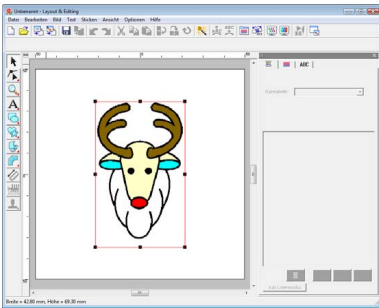 Unbenannt - Layout & Editing
Datei Bearbeiten Bild Text Sticken Ansicht Optionen Hilfe
ABC
A
Breite = 42.80 mm, Höhe = 69.30 mm